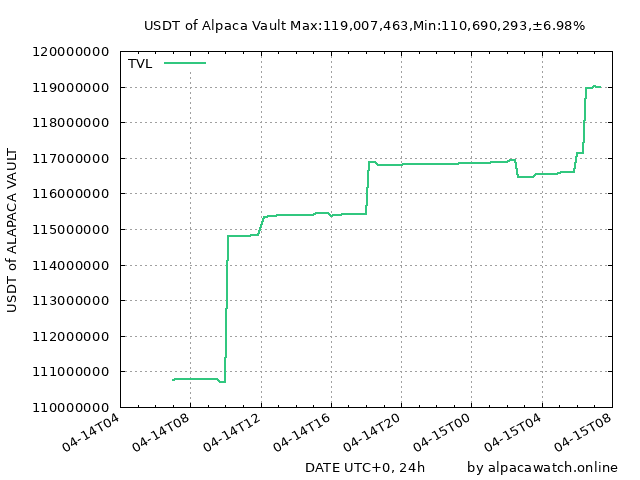 USDT of Alpaca Vault Max:119,007,463,Min:110,690,293,±6.98%
120000000
TVL
119000000
118000000
117000000
116000000
115000000
114000000
113000000
112000000
111000000
110000000
USDT of ALAPACA VAULT
04-14T04
04-14T08
04-14T12
04-14T16
04-14T20
04-15T00
04-15T04
04-15T08
DATE UTC+0, 24h
by alpacawatch.online